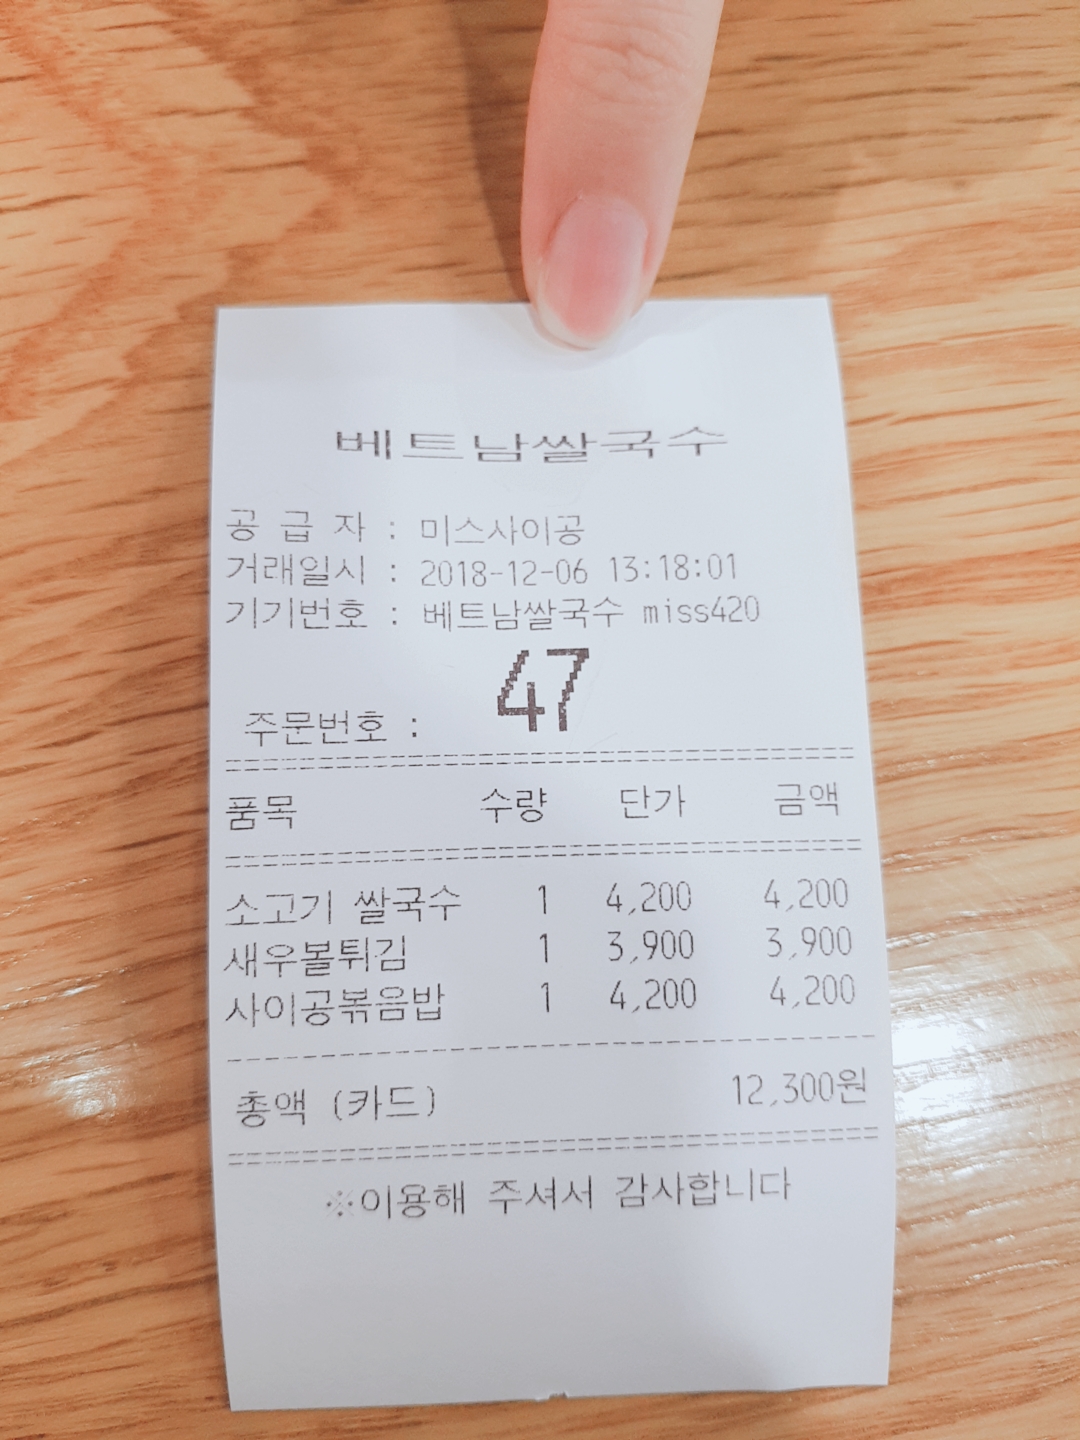 베트남쌀국수
공 급 자 : 미스사이공
거래일시 : 2018-12-06 13:18:01
기기번호 : 베트남쌀국수 miss420
주문번호 : 47
품목 수량 단가 금액
소고기 쌀국수 1 4,200 4,200
새우볼튀김 1 3,900 3,900
사이공볶음밥 1 4,200 4,200
총액 (카드) 12,300원
※이용해 주셔서 감사합니다